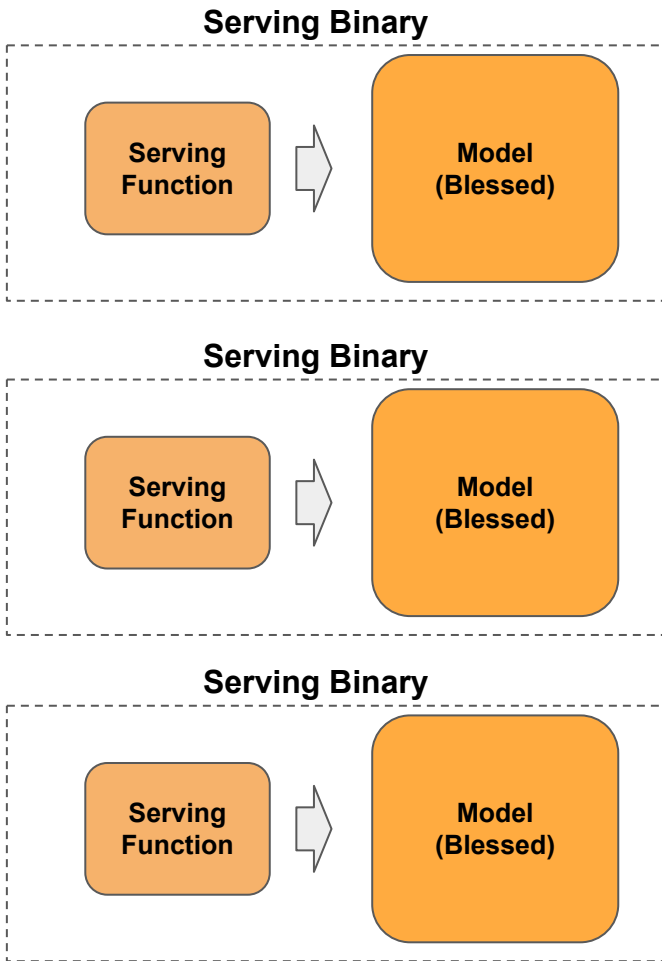 Serving Binary
Serving
Function
Model
(Blessed)
Serving Binary
Serving
Function
Model
(Blessed)
Serving Binary
Serving
Function
Model
(Blessed)